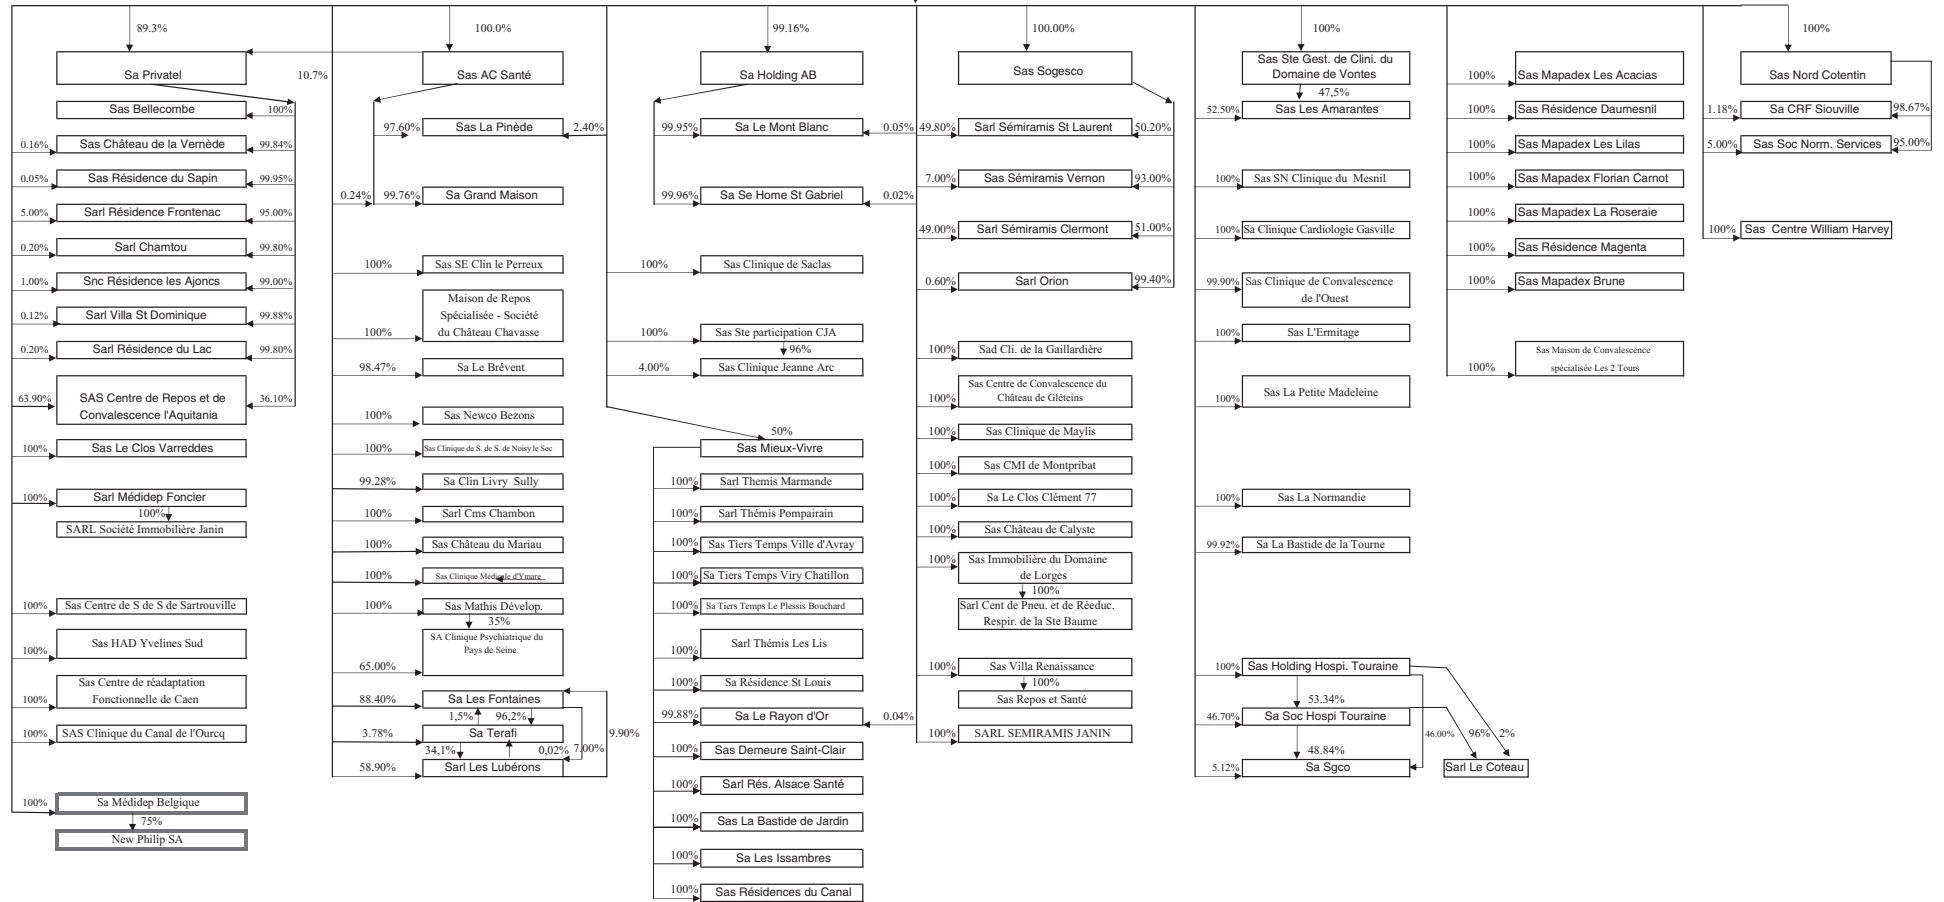 89.3%
100.0%
99.16%
100.00%
100%
100%
Sa Privatel
10.7%
Sas AC Santé
Sa Holding AB
Sas Sogesco
Sas Ste Gest. de Clini. du
Domaine de Vontes
47,5%
100%
Sas Mapadex Les Acacias
Sas Nord Cotentin
Sas Bellecombe
100%
97.60%
Sas La Pinède
2.40%
99.95%
Sa Le Mont Blanc
0.05%
49.80%
Sarl Sémiramis St Laurent
50.20%
52.50%
Sas Les Amarantes
100%
Sas Résidence Daumesnil
1.18%
Sa CRF Siouville
98.67%
0.16%
Sas Château de la Vernède
99.84%
100%
Sas Mapadex Les Lilas
5.00%
Sas Soc Norm. Services
95.00%
0.05%
Sas Résidence du Sapin
99.95%
0.24%
99.76%
Sa Grand Maison
99.96%
Sa Se Home St Gabriel
0.02%
7.00%
Sas Sémiramis Vernon
93.00%
100%
Sas SN Clinique du Mesnil
100%
Sas Mapadex Florian Carnot
5.00%
Sarl Résidence Frontenac
95.00%
49.00%
Sarl Sémiramis Clermont
51.00%
100%
Sa Clinique Cardiologie Gasville
100%
Sas Mapadex La Roseraie
100%
Sas Centre William Harvey
0.20%
Sarl Chamtou
99.80%
100%
Sas SE Clin le Perreux
100%
Sas Clinique de Saclas
100%
Sas Résidence Magenta
1.00%
Snc Résidence les Ajoncs
99.00%
Maison de Repos
Spécialisée - Société
du Château Chavasse
100%
0.60%
Sarl Orion
99.40%
99.90%
Sas Clinique de Convalescence
de l'Ouest
100%
Sas Mapadex Brune
0.12%
Sarl Villa St Dominique
99.88%
100%
Sas Ste participation CJA
96%
100%
Sas L'Ermitage
0.20%
Sarl Résidence du Lac
99.80%
98.47%
Sa Le Brévent
4.00%
Sas Clinique Jeanne Arc
100%
Sad Cli. de la Gaillardière
100%
Sas Maison de Convalescence
spécialisée Les 2 Tours
63.90%
SAS Centre de Repos et de
Convalescence l'Aquitania
36.10%
100%
Sas Newco Bezons
100%
Sas Centre de Convalescence du
Château de Gléteins
100%
Sas La Petite Madeleine
100%
Sas Le Clos Varreddes
100%
Sas Clinique de S. de S. de Noisy le Sec
50%
Sas Mieux-Vivre
100%
Sas Clinique de Maylis
99.28%
Sa Clin Livry Sully
100%
Sarl Themis Marmande
100%
Sas CMI de Montpribat
100%
Sarl Médidep Foncier
100%
SARL Société Immobilière Janin
100%
Sarl Cms Chambon
100%
Sarl Thémis Pompairain
100%
Sa Le Clos Clément 77
100%
Sas La Normandie
100%
Sas Château du Mariau
100%
Sas Tiers Temps Ville d'Avray
100%
Sas Château de Calyste
99.92%
Sa La Bastide de la Tourne
100%
Sas Clinique Médicale d'Ymare
100%
Sa Tiers Temps Viry Chatillon
100%
Sas Immobilière du Domaine
de Lorges
100%
Sarl Cent de Pneu. et de Rééduc.
Respir. de la Ste Baume
100%
Sas Centre de S de S de Sartrouville
100%
Sas Mathis Dévelop.
35%
SA Clinique Psychiatrique du
Pays de Seine
65.00%
100%
Sa Tiers Temps Le Plessis Bouchard
100%
Sas HAD Yvelines Sud
100%
Sarl Thémis Les Lis
100%
Sas Villa Renaissance
100%
Sas Repos et Santé
100%
Sas Holding Hospi. Touraine
53.34%
100%
Sas Centre de réadaptation
Fonctionnelle de Caen
88.40%
Sa Les Fontaines
1,5%
96,2%
100%
Sa Résidence St Louis
99.88%
Sa Le Rayon d'Or
0.04%
46.70%
Sa Soc Hospi Touraine
48.84%
46.00%
96%
2%
100%
SAS Clinique du Canal de l'Ourcq
3.78%
Sa Terafi
34,1%
0,02%
7.00%
9.90%
100%
Sas Demeure Saint-Clair
100%
SARL SEMIRAMIS JANIN
58.90%
Sarl Les Lubérons
100%
Sarl Rés. Alsace Santé
5.12%
Sa Sgco
Sarl Le Coteau
100%
Sa Médidep Belgique
75%
New Philip SA
100%
Sas La Bastide de Jardin
100%
Sa Les Issambres
100%
Sas Résidences du Canal